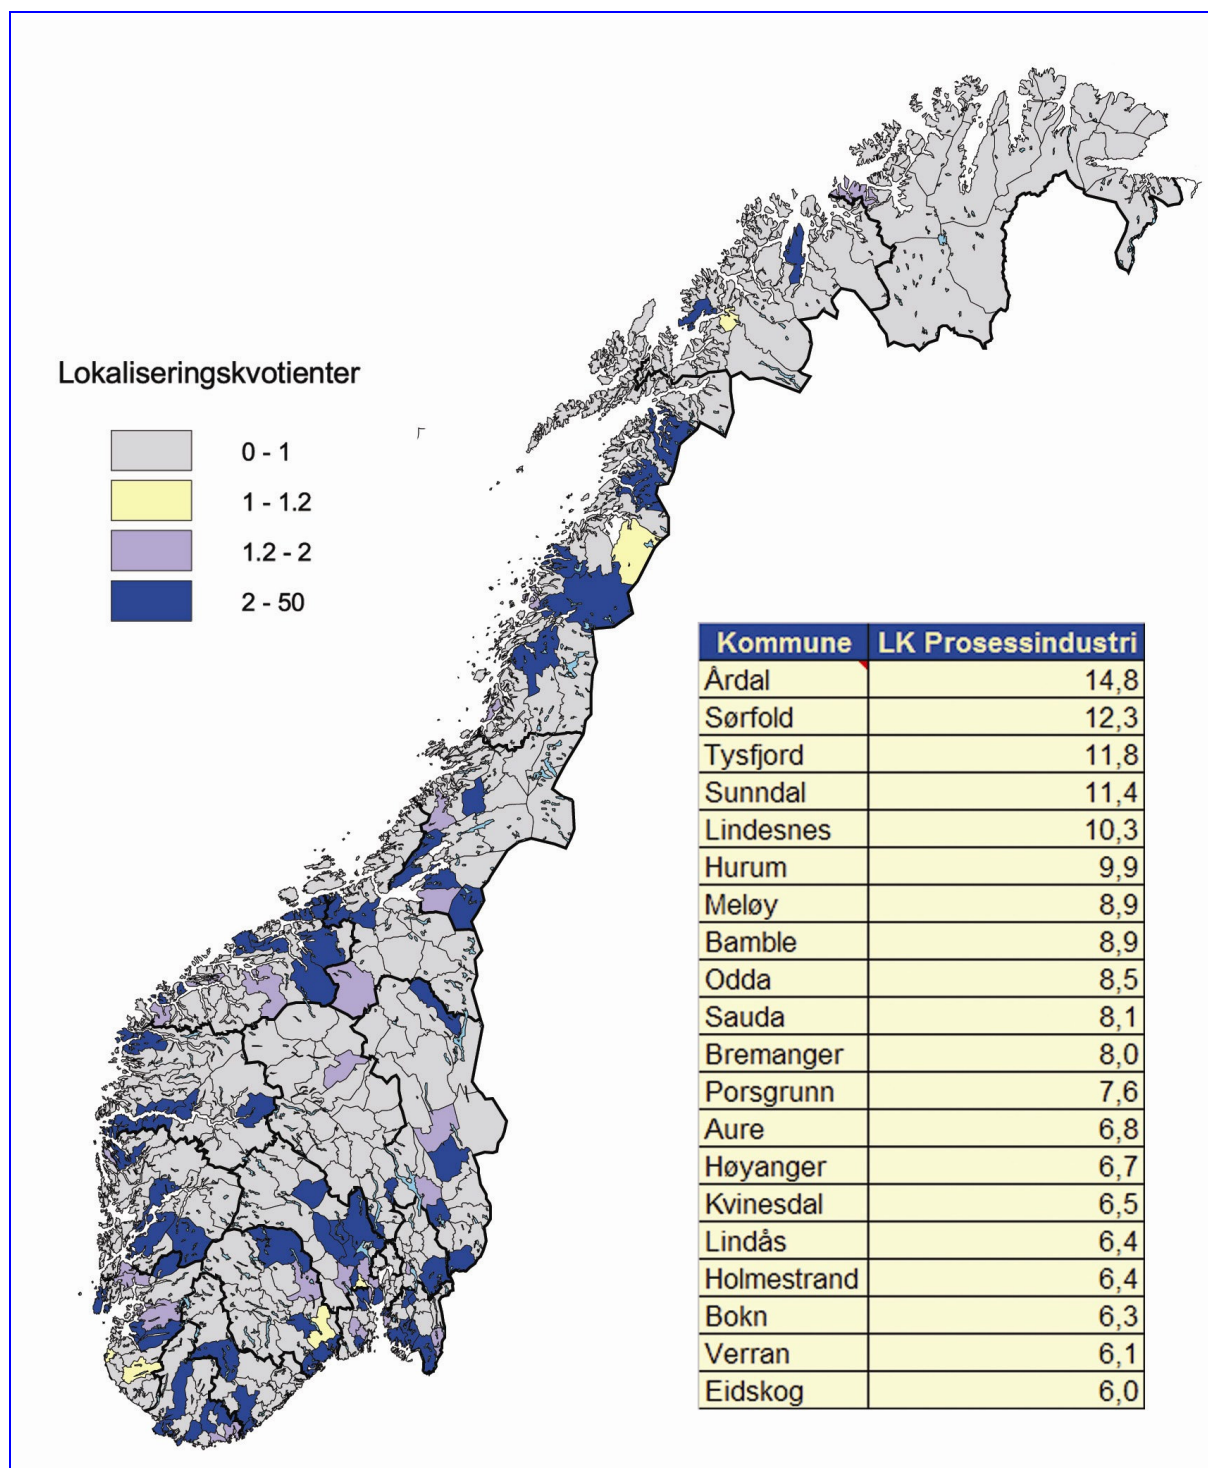 Lokaliseringskvotienter
0 - 1
1 - 1.2
1.2 - 2
2 - 50
Kommune LK Prosessindustri
Årdal 14,8
Sørfold 12,3
Tysfjord 11,8
Sunndal 11,4
Lindesnes 10,3
Hurum 9,9
Meløy 8,9
Bamble 8,9
Odda 8,5
Sauda 8,1
Bremanger 8,0
Porsgrunn 7,6
Aure 6,8
Høyanger 6,7
Kvinesdal 6,5
Lindås 6,4
Holmestrand 6,4
Bokn 6,3
Verran 6,1
Eidskog 6,0